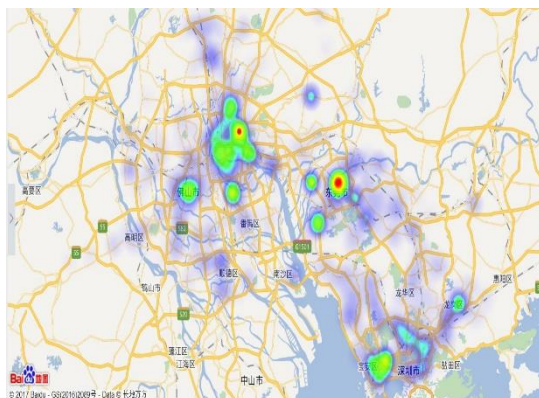 高要区
佛山市
东莞市
番禺区
高明区
顺德区
南沙区
鹤山市
蓬江区
江海区
中山市
龙华区
惠阳区
龙岗区
宝安区
深圳市
盐田区
Bai 地图
© 2017 Baidu - GS(2016)2089号 - Data © 长地万方